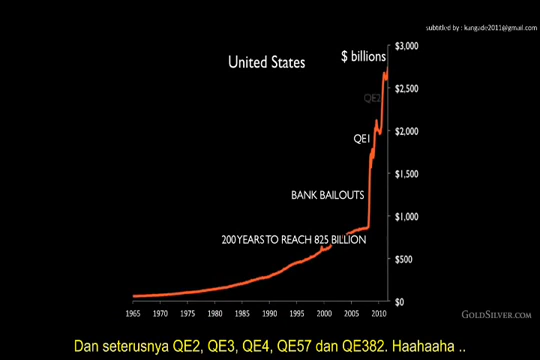 subtitled by : kungade2011@gmail.com
United States
$ billions
$3,000
$2,500
$2,000
$1,500
$1,000
$500
$0
QE2
QE1
BANK BAILOUTS
200 YEARS TO REACH 825 BILLION
1965 1970 1975 1980 1985 1990 1995 2000 2005 2010
GOLDSILVER.COM
Dan seterusnya QE2, QE3, QE4, QE57 dan QE382. Haahaaha ..